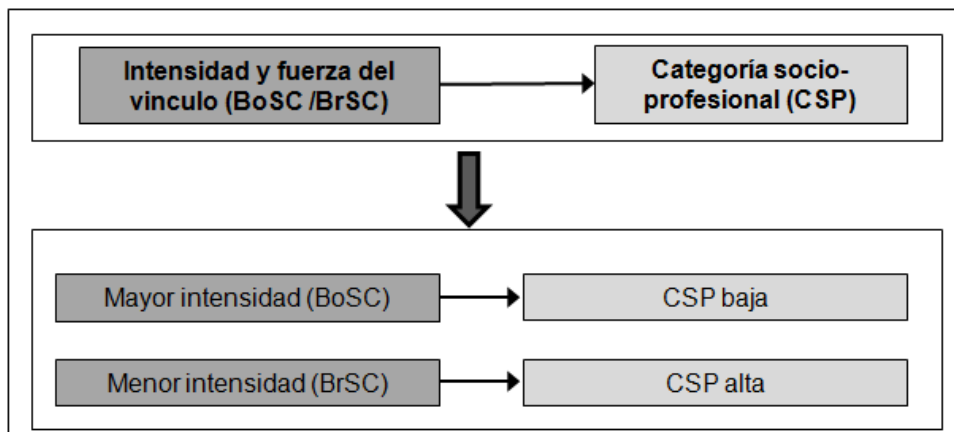 Intensidad y fuerza del
vinculo (BoSC /BrSC)
Categoría socio-
profesional (CSP)
Mayor intensidad (BoSC)
CSP baja
Menor intensidad (BrSC)
CSP alta